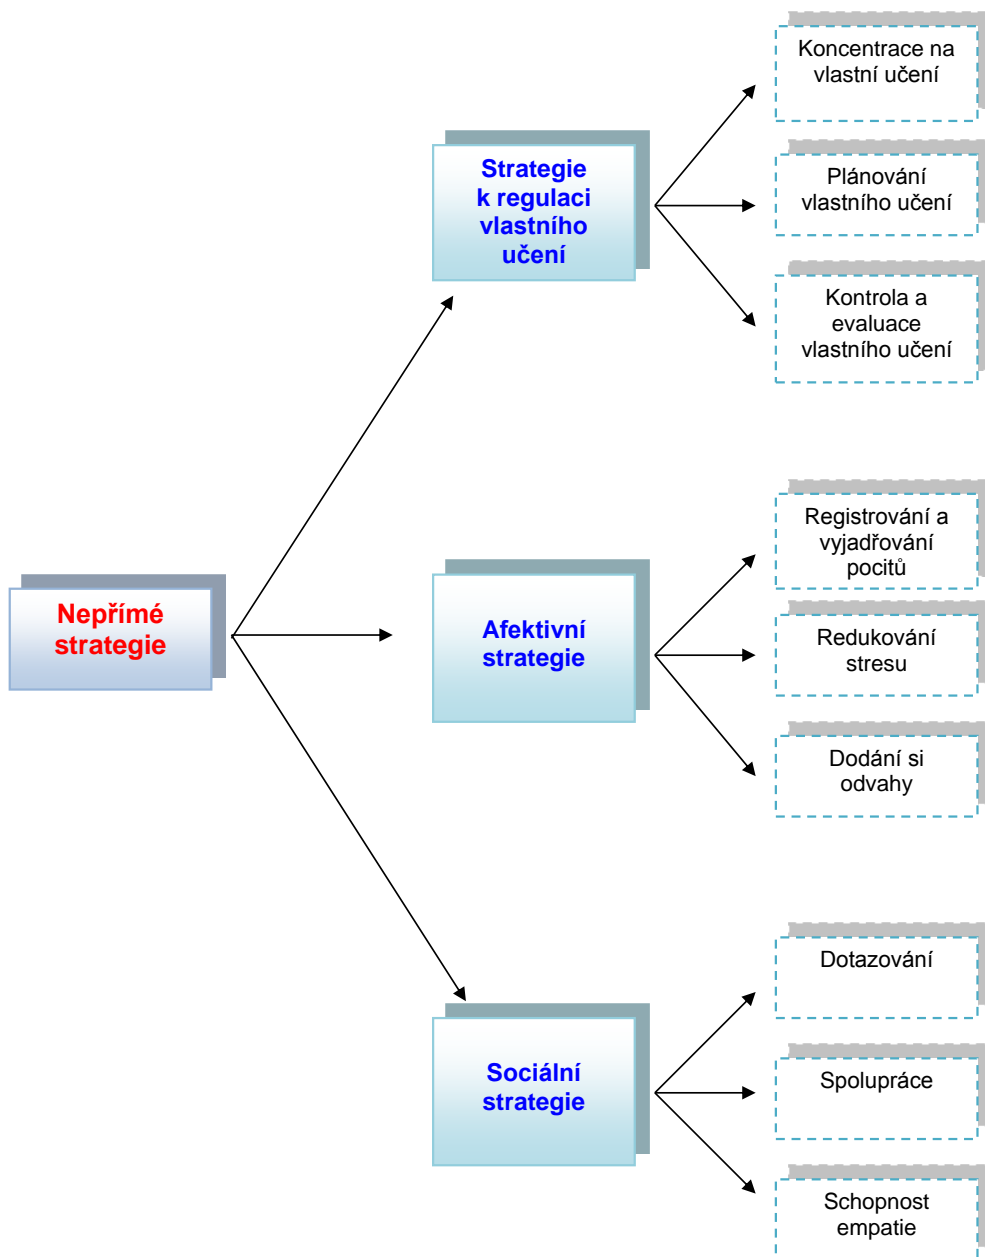 Nepřímé
strategie
Strategie
k regulaci
vlastního
učení
Koncentrace na
vlastní učení
Plánování
vlastního učení
Kontrola a
evaluace
vlastního učení
Afektivní
strategie
Registrování a
vyjadřování
pocitů
Redukování
stresu
Dodání si
odvahy
Sociální
strategie
Dotazování
Spolupráce
Schopnost
empatie